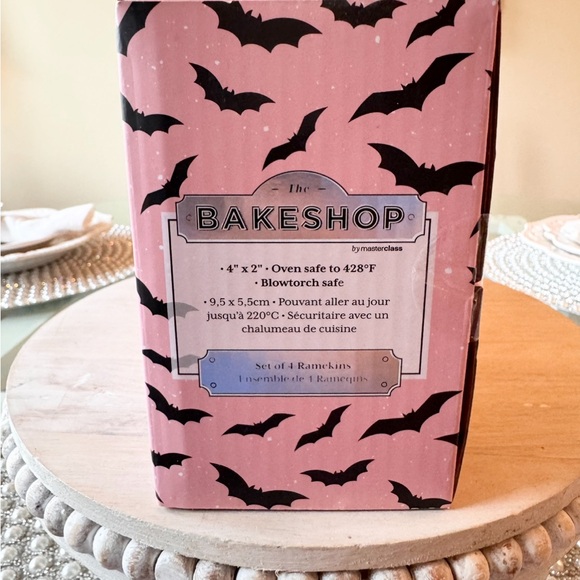 The
BAKESHOP
by masterclass
• 4" x 2" • Oven safe to 428°F
• Blowtorch safe
• 9,5 x 5,5cm • Pouvant aller au jour
jusqu'à 220°C • Sécuritaire avec un
chalumeau de cuisine
Set of 4 Ramekins
Ensemble de 4 Ramequins